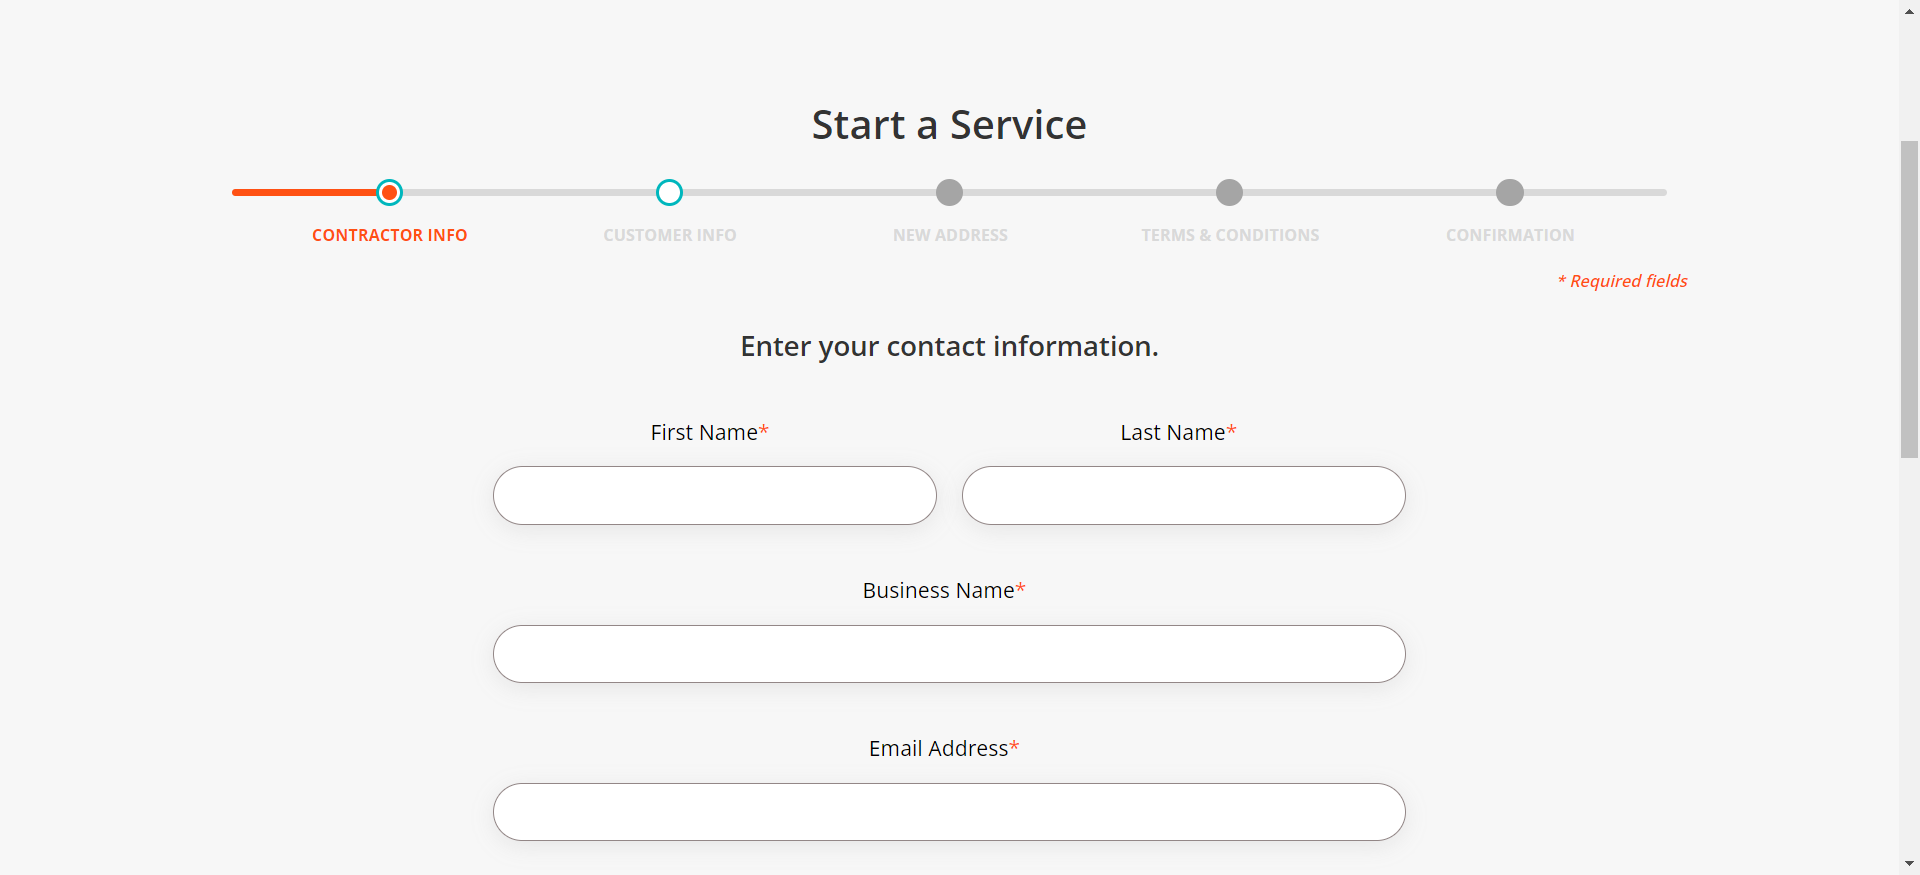 Start a Service
CONTRACTOR INFO
CUSTOMER INFO
NEW ADDRESS
TERMS & CONDITIONS
CONFIRMATION
* Required fields
Enter your contact information.
First Name*
Last Name*
Business Name*
Email Address*